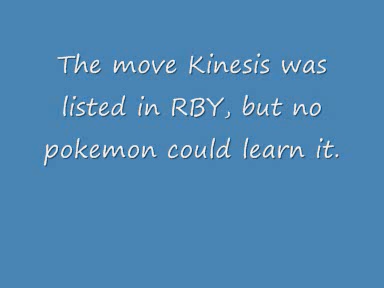 The move Kinesis was
listed in RBY, but no
pokemon could learn it.